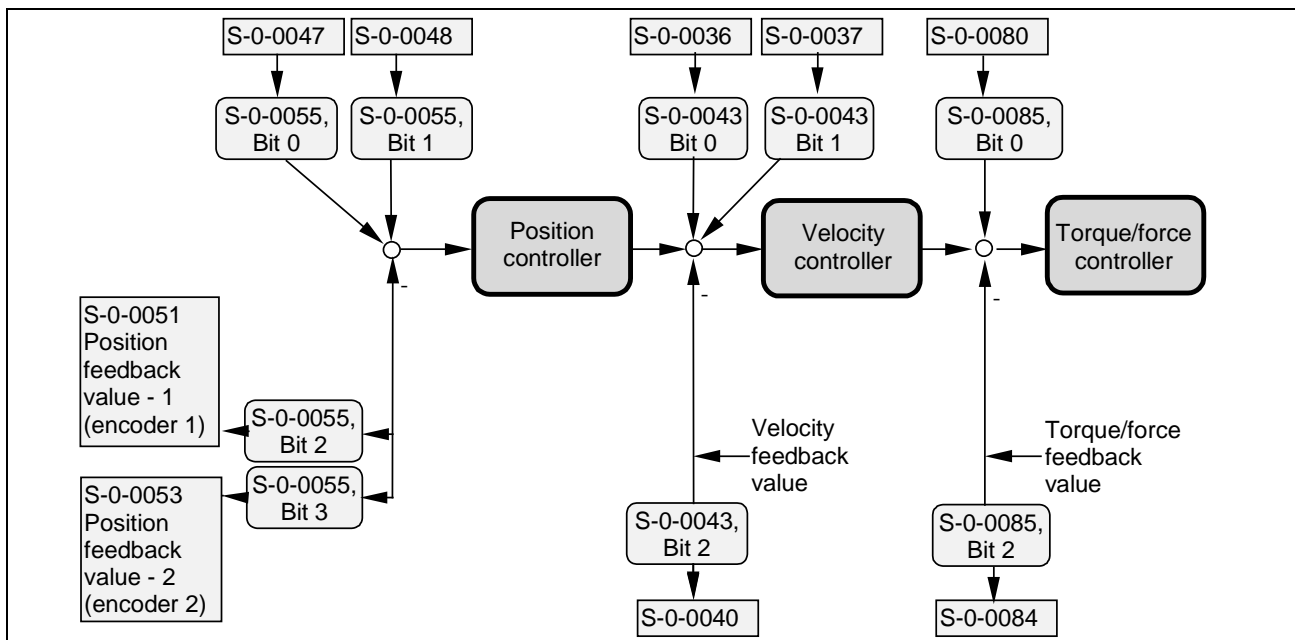 S-0-0047
S-0-0048
S-0-0036
S-0-0037
S-0-0080
S-0-0055,
Bit 0
S-0-0055,
Bit 1
S-0-0043
Bit 0
S-0-0043
Bit 1
S-0-0085,
Bit 0
Position
controller
Velocity
controller
Torque/force
controller
-
-
-
S-0-0051
Position
feedback
value - 1
(encoder 1)
S-0-0055,
Bit 2
S-0-0053
Position
feedback
value - 2
(encoder 2)
S-0-0055,
Bit 3
Velocity
feedback
value
Torque/force
feedback
value
S-0-0043,
Bit 2
S-0-0085,
Bit 2
S-0-0040
S-0-0084